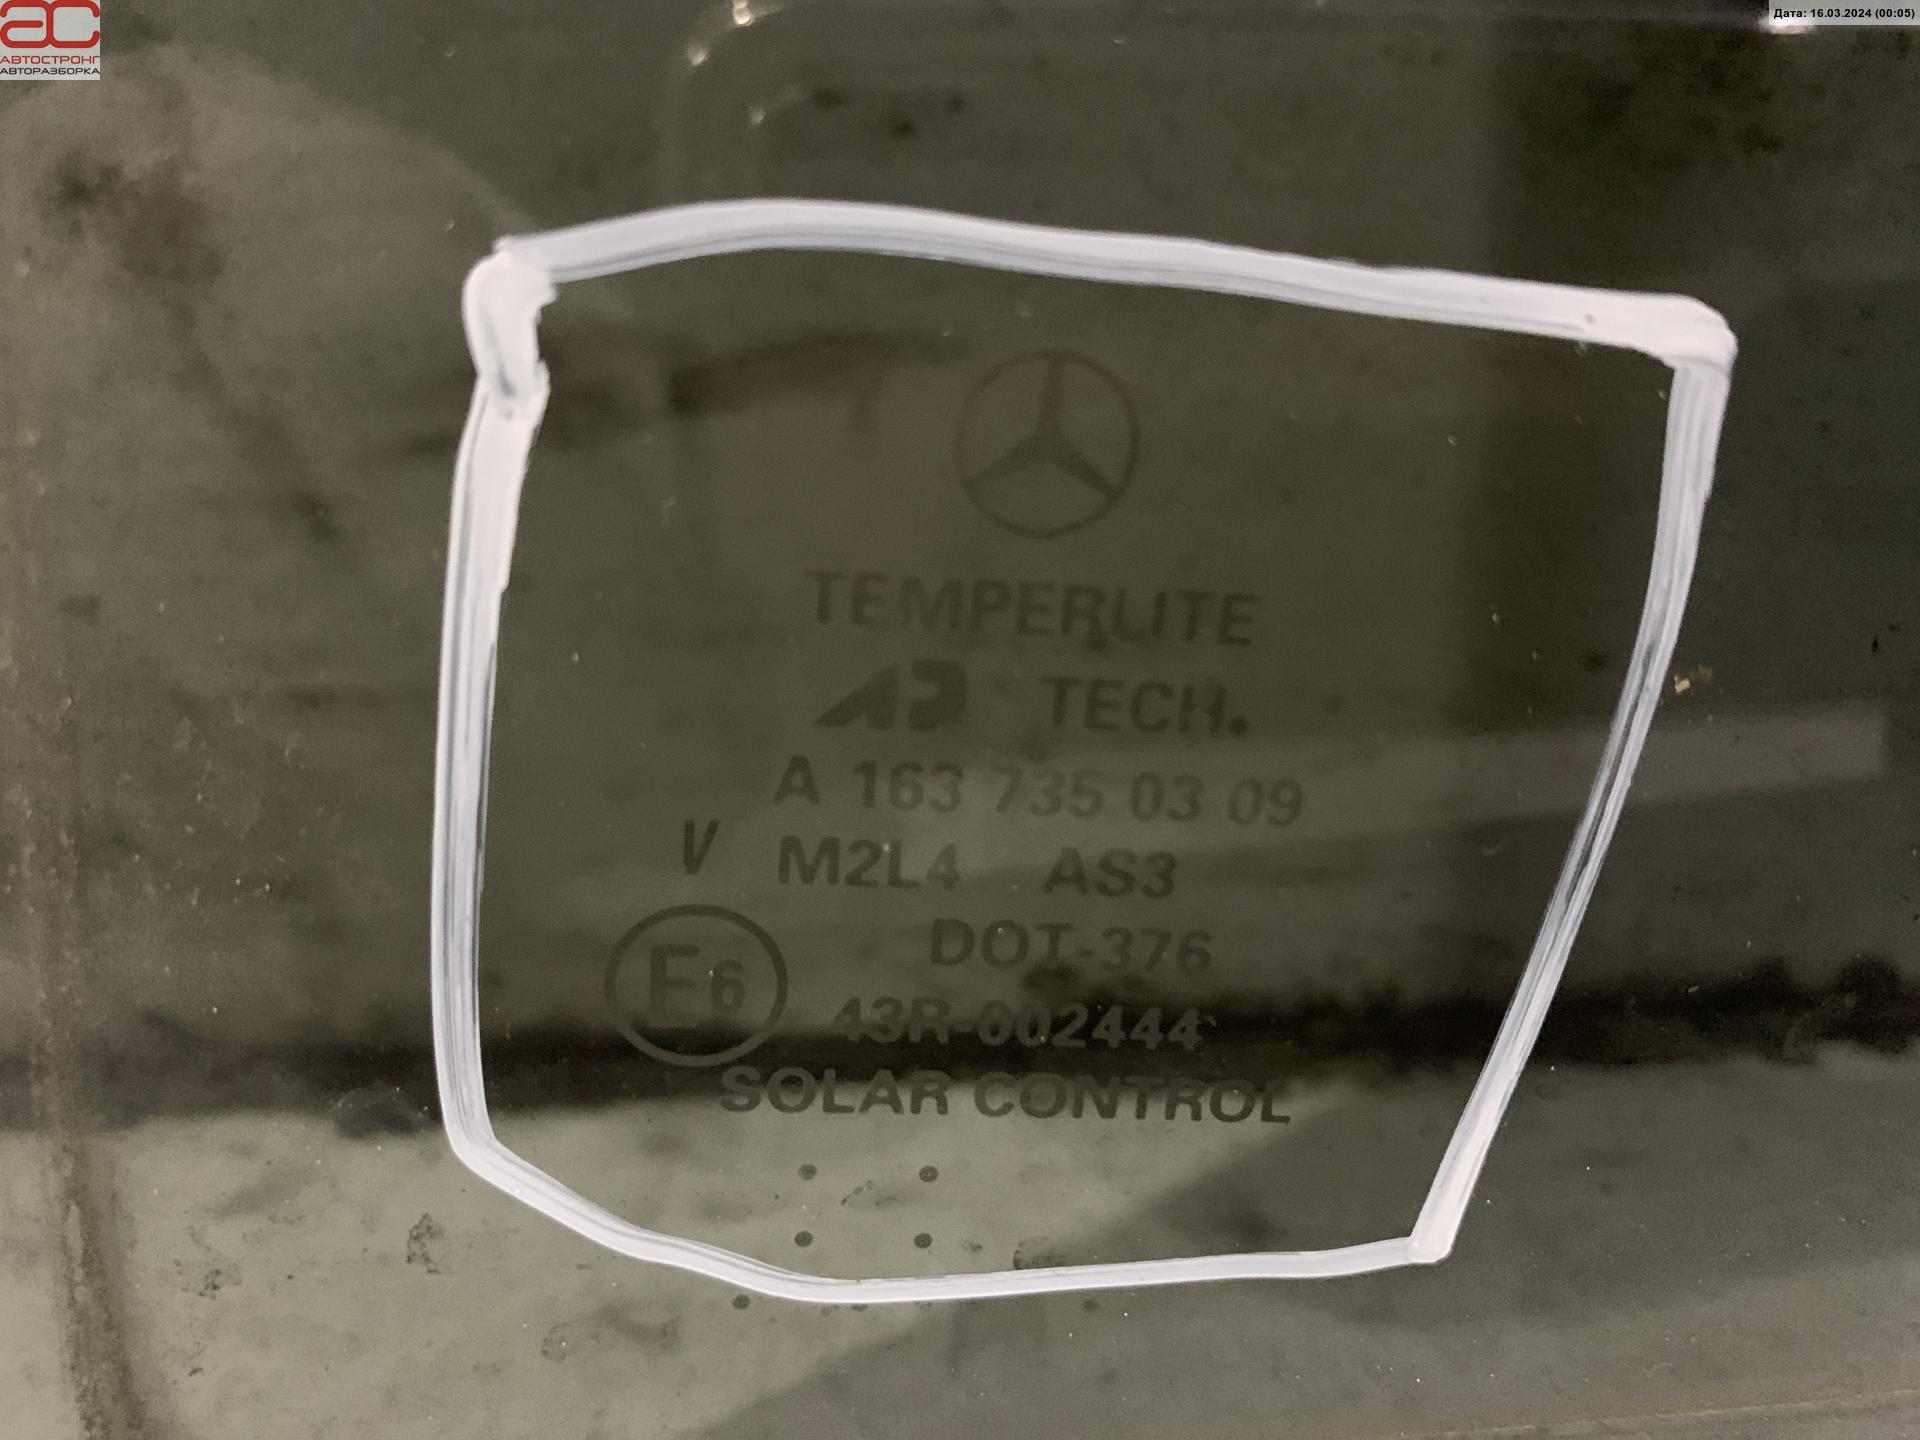 АС
АВТОСТРОНГ
АВТОРАЗБОРКА
Дата: 16.03.2024 (00:05)
TEMPERLITE
AP TECH.
A 163 735 03 09
V M2L4 AS3
DOT-376
E6
43R-002444
SOLAR CONTROL